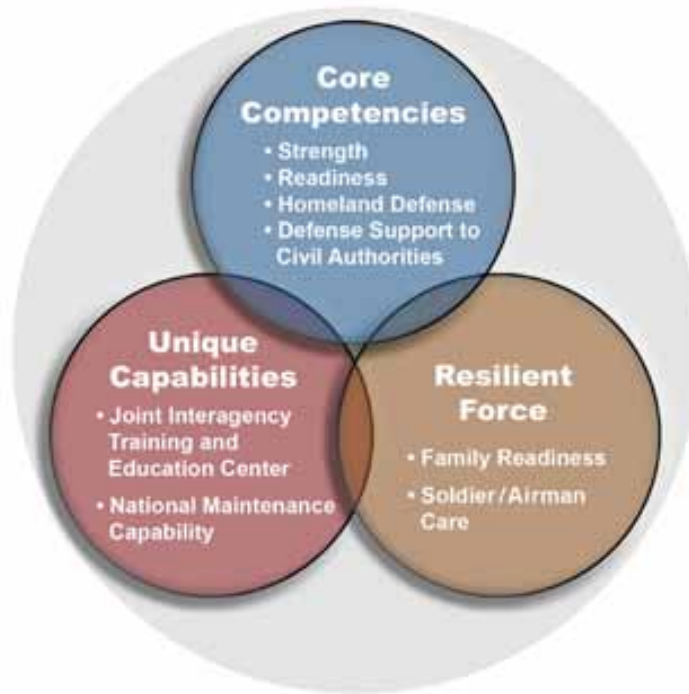 Core
Competencies
• Strength
• Readiness
• Homeland Defense
• Defense Support to
Civil Authorities
Unique
Capabilities
• Joint Interagency
Training and
Education Center
• National Maintenance
Capability
Resilient
Force
• Family Readiness
• Soldier/Airman
Care